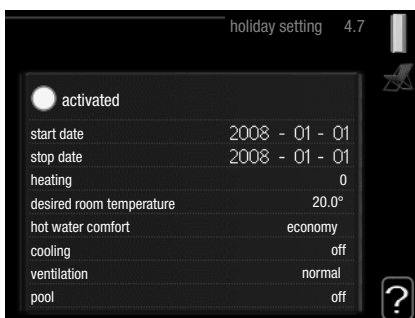 holiday setting 4.7
activated
start date 2008 - 01 - 01
stop date 2008 - 01 - 01
heating 0
desired room temperature 20.0°
hot water comfort economy
cooling off
ventilation normal
pool off
?